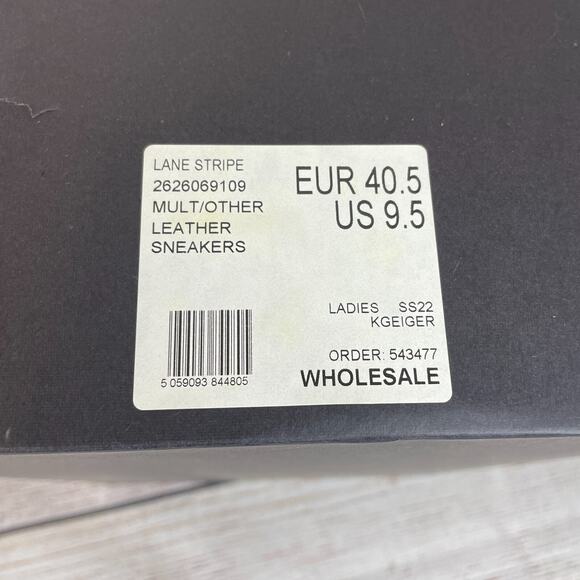 LANE STRIPE
2626069109
MULT/OTHER
LEATHER
SNEAKERS
EUR 40.5
US 9.5
LADIES SS22
KGEIGER
ORDER: 543477
WHOLESALE
5 059093 844805